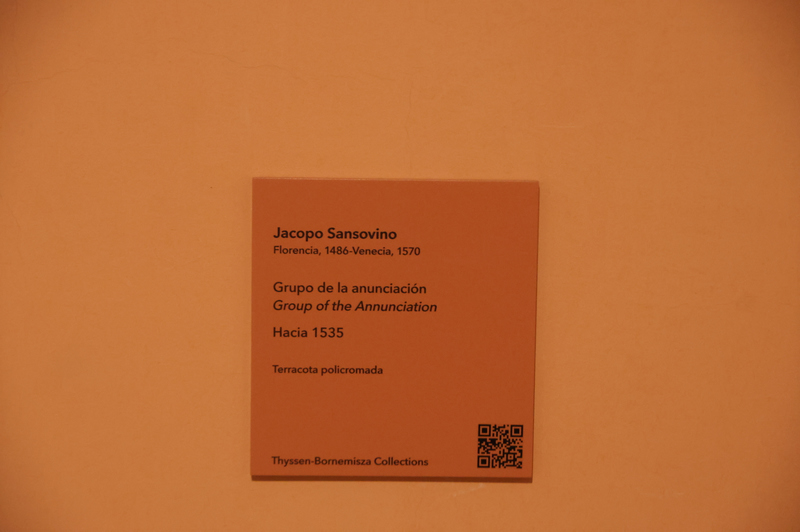 Jacopo Sansovino
Florencia, 1486-Venecia, 1570
Grupo de la anunciación
Group of the Annunciation
Hacia 1535
Terracota policromada
Thyssen-Bornemisza Collections